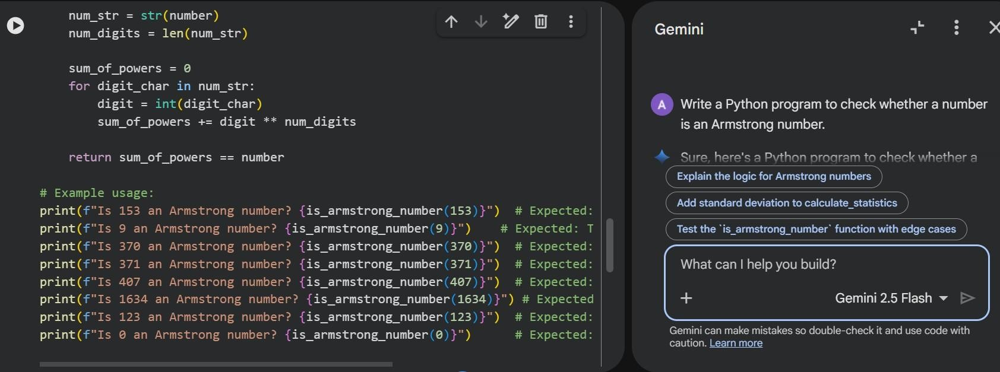 num_str = str(number)
    num_digits = len(num_str)

    sum_of_powers = 0
    for digit_char in num_str:
        digit = int(digit_char)
        sum_of_powers += digit ** num_digits

    return sum_of_powers == number

# Example usage:
print(f"Is 153 an Armstrong number? {is_armstrong_number(153)}")  # Expected:
print(f"Is 9 an Armstrong number? {is_armstrong_number(9)}")    # Expected: T
print(f"Is 370 an Armstrong number? {is_armstrong_number(370)}")  # Expected:
print(f"Is 371 an Armstrong number? {is_armstrong_number(371)}")  # Expected:
print(f"Is 407 an Armstrong number? {is_armstrong_number(407)}")  # Expected:
print(f"Is 1634 an Armstrong number? {is_armstrong_number(1634)}") # Expected
print(f"Is 123 an Armstrong number? {is_armstrong_number(123)}")  # Expected:
print(f"Is 0 an Armstrong number? {is_armstrong_number(0)}")      # Expected:
Gemini
A
Write a Python program to check whether a number
is an Armstrong number.
Sure, here's a Python program to check whether a
Explain the logic for Armstrong numbers
Add standard deviation to calculate_statistics
Test the `is_armstrong_number` function with edge cases
What can I help you build?
Gemini 2.5 Flash
Gemini can make mistakes so double-check it and use code with
caution. Learn more